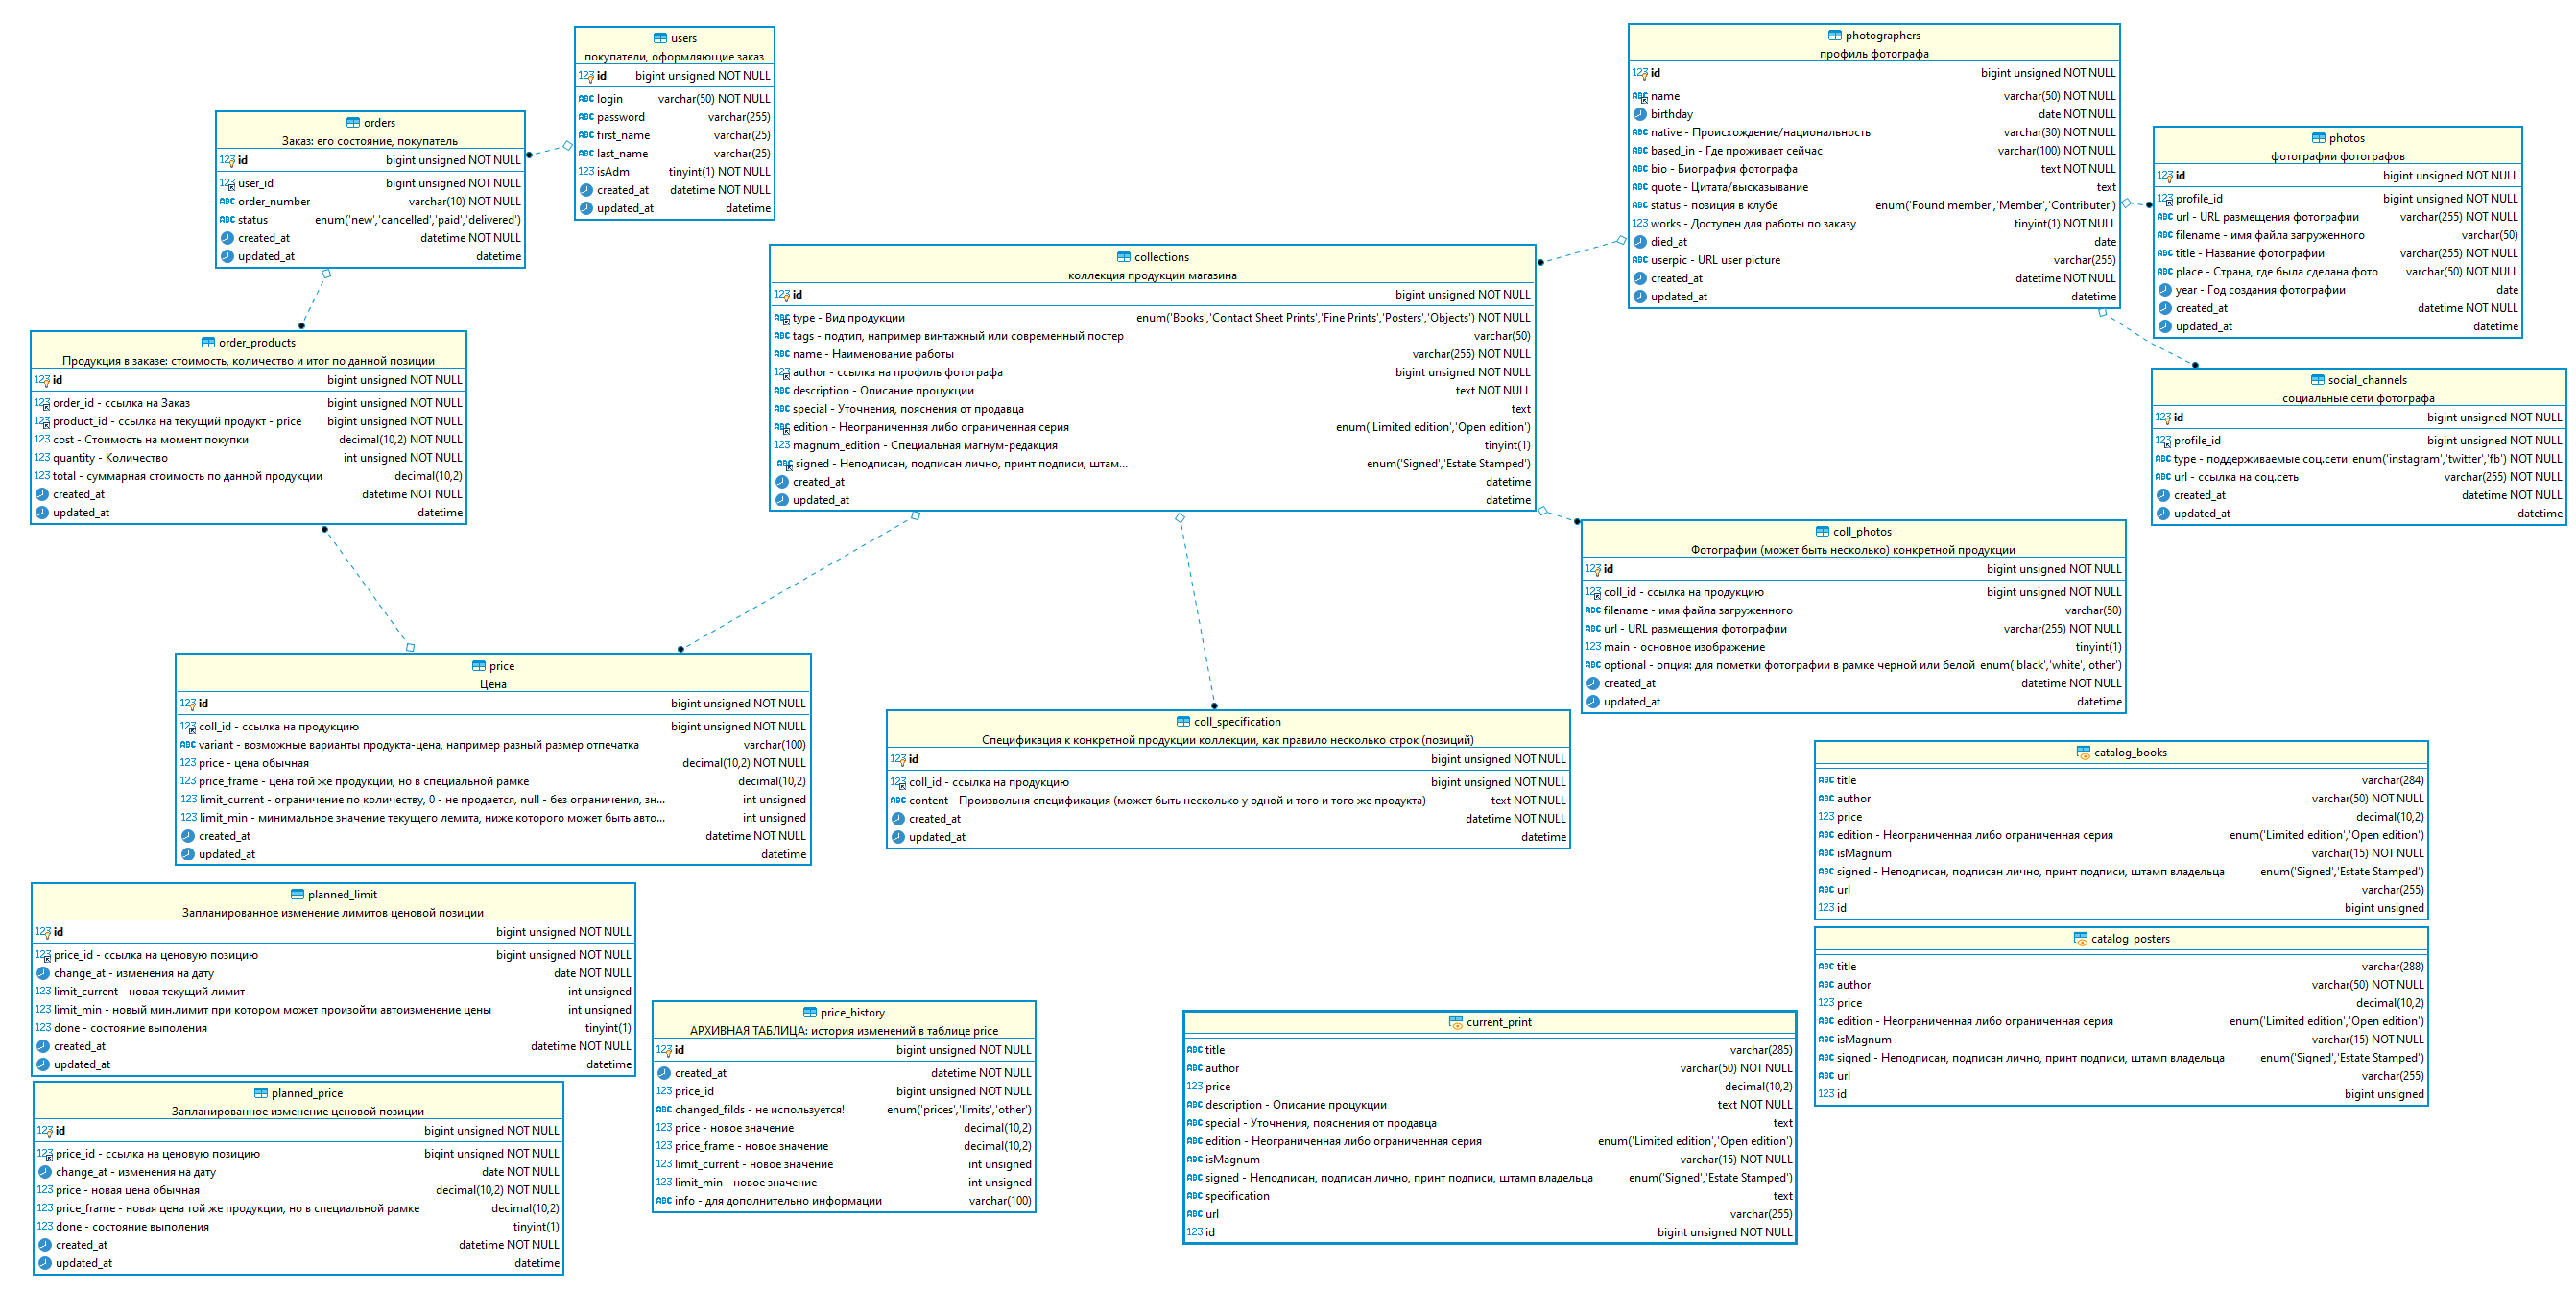 users
покупатели, оформляющие заказ
id bigint unsigned NOT NULL
login varchar(50) NOT NULL
password varchar(255)
first_name varchar(25)
last_name varchar(25)
isAdm tinyint(1) NOT NULL
created_at datetime NOT NULL
updated_at datetime
orders
Заказ: его состояние, покупатель
id bigint unsigned NOT NULL
user_id bigint unsigned NOT NULL
order_number varchar(10) NOT NULL
status enum('new','cancelled','paid','delivered')
created_at datetime NOT NULL
updated_at datetime
order_products
Продукция в заказе: стоимость, количество и итог по данной позиции
id bigint unsigned NOT NULL
order_id - ссылка на Заказ bigint unsigned NOT NULL
product_id - ссылка на текущий продукт - price bigint unsigned NOT NULL
cost - Стоимость на момент покупки decimal(10,2) NOT NULL
quantity - Количество int unsigned NOT NULL
total - суммарная стоимость по данной продукции decimal(10,2)
created_at datetime NOT NULL
updated_at datetime
collections
коллекция продукции магазина
id bigint unsigned NOT NULL
type - Вид продукции enum('Books','Contact Sheet Prints','Fine Prints','Posters','Objects') NOT NULL
tags - подтип, например винтажный или современный постер varchar(50)
name - Наименование работы varchar(255) NOT NULL
author - ссылка на профиль фотографа bigint unsigned NOT NULL
description - Описание процукции text NOT NULL
special - Уточнения, пояснения от продавца text
edition - Неограниченная либо ограниченная серия enum('Limited edition','Open edition')
magnum_edition - Специальная магнум-редакция tinyint(1)
signed - Неподписан, подписан лично, принт подписи, штам... enum('Signed','Estate Stamped')
created_at datetime
updated_at datetime
photographers
профиль фотографа
id bigint unsigned NOT NULL
name varchar(50) NOT NULL
birthday date NOT NULL
native - Происхождение/национальность varchar(30) NOT NULL
based_in - Где проживает сейчас varchar(100) NOT NULL
bio - Биография фотографа text NOT NULL
quote - Цитата/высказывание text
status - позиция в клубе enum('Found member','Member','Contributer')
works - Доступен для работы по заказу tinyint(1) NOT NULL
died_at date
userpic - URL user picture varchar(255)
created_at datetime NOT NULL
updated_at datetime
photos
фотографии фотографов
id bigint unsigned NOT NULL
profile_id bigint unsigned NOT NULL
url - URL размещения фотографии varchar(255) NOT NULL
filename - имя файла загруженного varchar(50)
title - Название фотографии varchar(255) NOT NULL
place - Страна, где была сделана фото varchar(50) NOT NULL
year - Год создания фотографии date
created_at datetime NOT NULL
updated_at datetime
social_channels
социальные сети фотографа
id bigint unsigned NOT NULL
profile_id bigint unsigned NOT NULL
type - поддерживаемые соц.сети enum('instagram','twitter','fb') NOT NULL
url - ссылка на соц.сеть varchar(255) NOT NULL
created_at datetime NOT NULL
updated_at datetime
coll_photos
Фотографии (может быть несколько) конкретной продукции
id bigint unsigned NOT NULL
coll_id - ссылка на продукцию bigint unsigned NOT NULL
filename - имя файла загруженного varchar(50)
url - URL размещения фотографии varchar(255) NOT NULL
main - основное изображение tinyint(1)
optional - опция: для пометки фотографии в рамке черной или белой enum('black','white','other')
created_at datetime NOT NULL
updated_at datetime
price
Цена
id bigint unsigned NOT NULL
coll_id - ссылка на продукцию bigint unsigned NOT NULL
variant - возможные варианты продукта-цена, например разный размер отпечатка varchar(100)
price - цена обычная decimal(10,2) NOT NULL
price_frame - цена той же продукции, но в специальной рамке decimal(10,2)
limit_current - ограничение по количеству, 0 - не продается, null - без ограничения, зн... int unsigned
limit_min - минимальное значение текущего лемита, ниже которого может быть авто... int unsigned
created_at datetime NOT NULL
updated_at datetime
coll_specification
Спецификация к конкретной продукции коллекции, как правило несколько строк (позиций)
id bigint unsigned NOT NULL
coll_id - ссылка на продукцию bigint unsigned NOT NULL
content - Произвольня спецификация (может быть несколько у одной и того и того же продукта) text NOT NULL
created_at datetime NOT NULL
updated_at datetime
catalog_books
title varchar(284)
author varchar(50) NOT NULL
price decimal(10,2)
edition - Неограниченная либо ограниченная серия enum('Limited edition','Open edition')
isMagnum varchar(15) NOT NULL
signed - Неподписан, подписан лично, принт подписи, штамп владельца enum('Signed','Estate Stamped')
url varchar(255)
id bigint unsigned
catalog_posters
title varchar(288)
author varchar(50) NOT NULL
price decimal(10,2)
edition - Неограниченная либо ограниченная серия enum('Limited edition','Open edition')
isMagnum varchar(15) NOT NULL
signed - Неподписан, подписан лично, принт подписи, штамп владельца enum('Signed','Estate Stamped')
url varchar(255)
id bigint unsigned
planned_limit
Запланированное изменение лимитов ценовой позиции
id bigint unsigned NOT NULL
price_id - ссылка на ценовую позицию bigint unsigned NOT NULL
change_at - изменения на дату date NOT NULL
limit_current - новая текущий лимит int unsigned
limit_min - новый мин.лимит при котором может произойти автоизменение цены int unsigned
done - состояние выполения tinyint(1)
created_at datetime NOT NULL
updated_at datetime
planned_price
Запланированное изменение ценовой позиции
id bigint unsigned NOT NULL
price_id - ссылка на ценовую позицию bigint unsigned NOT NULL
change_at - изменения на дату date NOT NULL
price - новая цена обычная decimal(10,2) NOT NULL
price_frame - новая цена той же продукции, но в специальной рамке decimal(10,2)
done - состояние выполения tinyint(1)
created_at datetime NOT NULL
updated_at datetime
price_history
АРХИВНАЯ ТАБЛИЦА: история изменений в таблице price
id bigint unsigned NOT NULL
created_at datetime NOT NULL
price_id bigint unsigned NOT NULL
changed_filds - не используется! enum('prices','limits','other')
price - новое значение decimal(10,2)
price_frame - новое значение decimal(10,2)
limit_current - новое значение int unsigned
limit_min - новое значение int unsigned
info - для дополнительно информации varchar(100)
current_print
title varchar(285)
author varchar(50) NOT NULL
price decimal(10,2)
description - Описание процукции text NOT NULL
special - Уточнения, пояснения от продавца text
edition - Неограниченная либо ограниченная серия enum('Limited edition','Open edition')
isMagnum varchar(15) NOT NULL
signed - Неподписан, подписан лично, принт подписи, штамп владельца enum('Signed','Estate Stamped')
specification text
url varchar(255)
id bigint unsigned NOT NULL